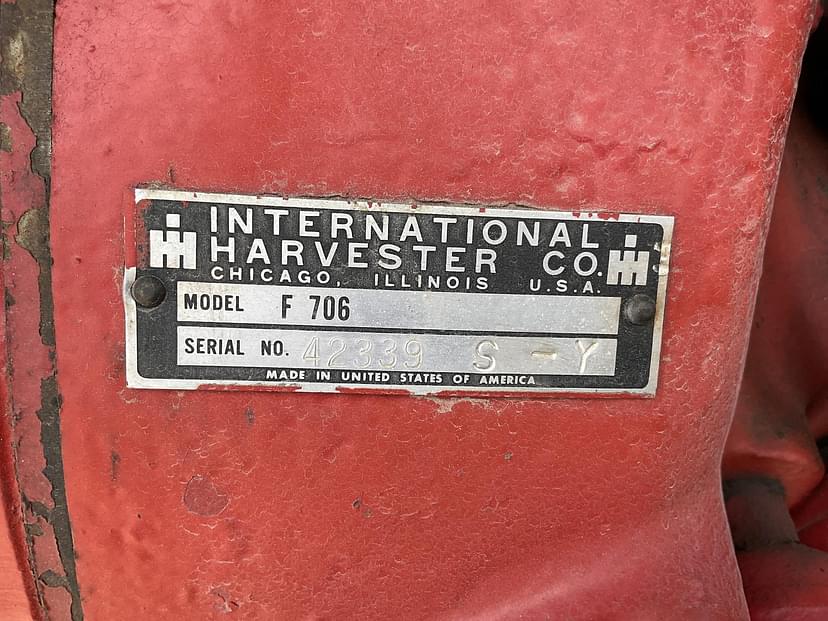 INTERNATIONAL
HARVESTER CO.
CHICAGO, ILLINOIS U.S.A.
MODEL F 706
SERIAL NO. 42339 S - Y
MADE IN UNITED STATES OF AMERICA